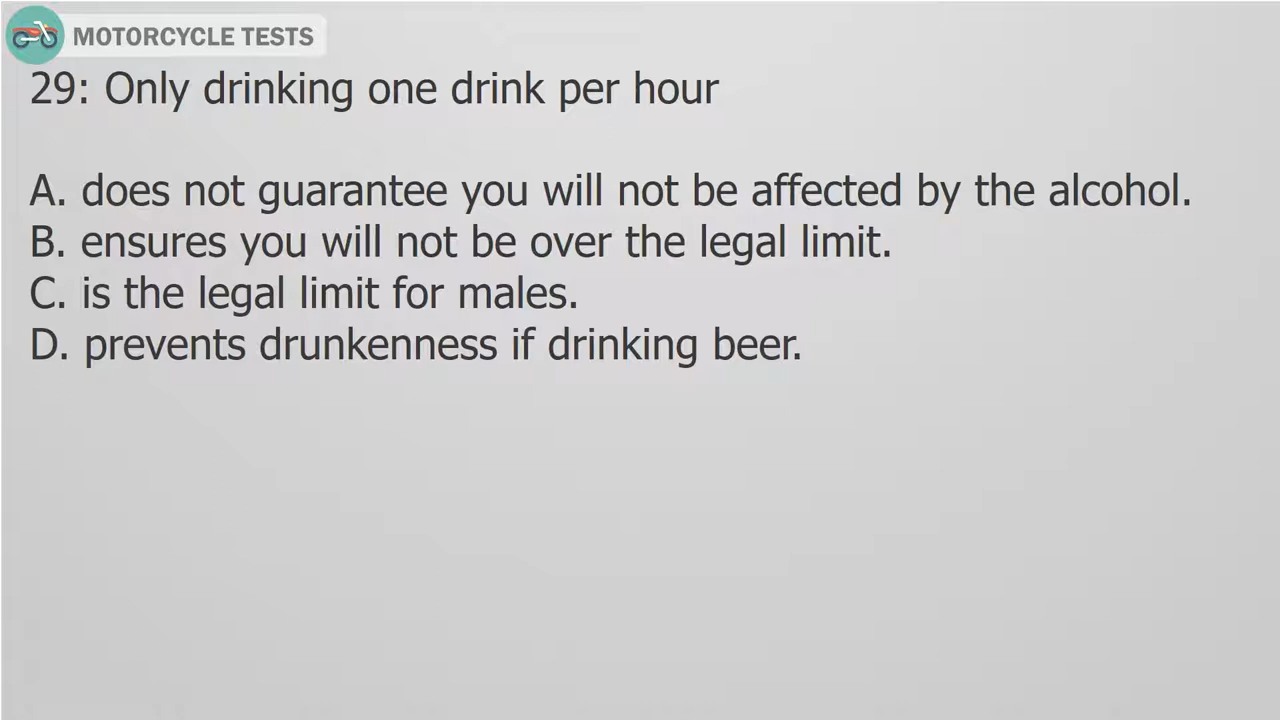 MOTORCYCLE TESTS
29: Only drinking one drink per hour
A. does not guarantee you will not be affected by the alcohol.
B. ensures you will not be over the legal limit.
C. is the legal limit for males.
D. prevents drunkenness if drinking beer.